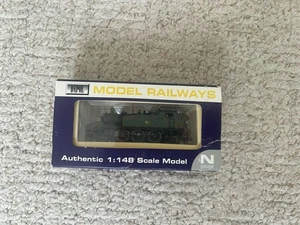 MODEL RAILWAYS
Authentic 1:148 Scale Model
N